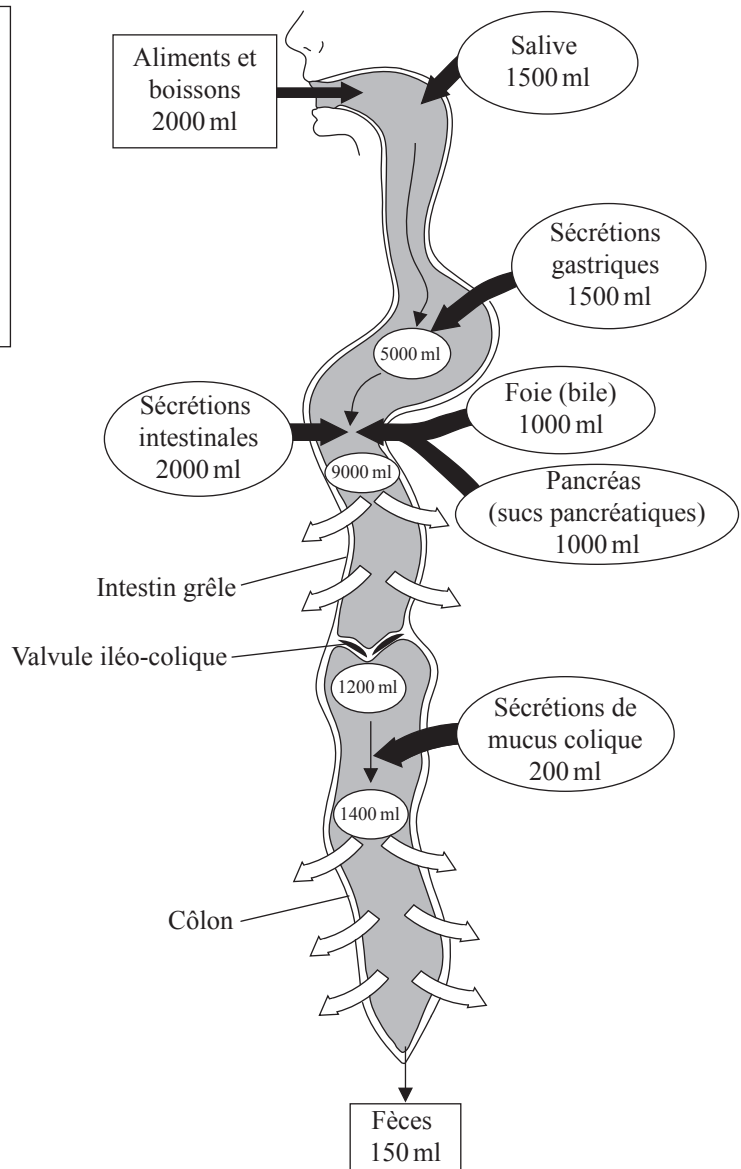 Aliments et
boissons
2000 ml
Salive
1500 ml
Sécrétions
gastriques
1500 ml
5000 ml
Sécrétions
intestinales
2000 ml
Foie (bile)
1000 ml
9000 ml
Pancréas
(sucs pancréatiques)
1000 ml
Intestin grêle
Valvule iléo-colique
1200 ml
Sécrétions de
mucus colique
200 ml
1400 ml
Côlon
Fèces
150 ml